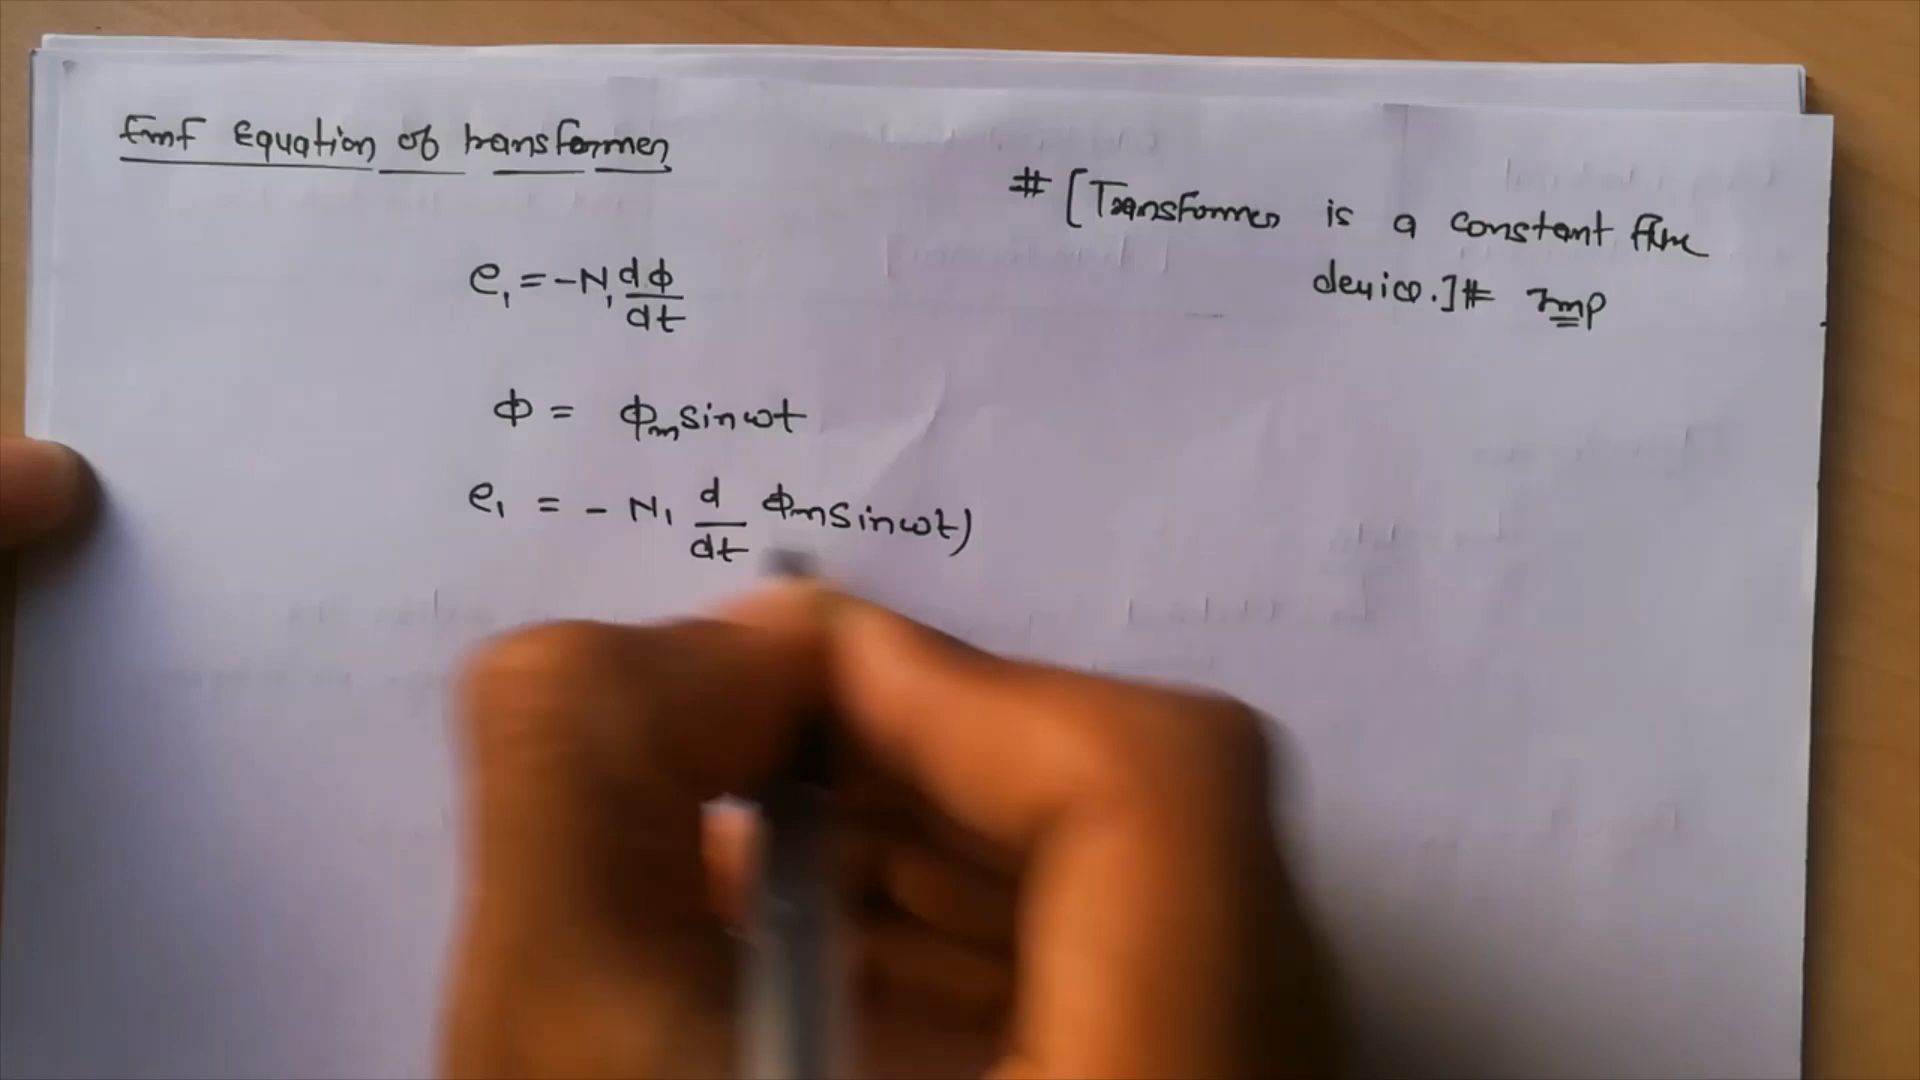 Emf Equation of transformer
# [Transformer is a constant flux
device.]# Imp
e₁ = -N₁ dϕ/dt
ϕ = ϕₘ sinωt
e₁ = - N₁ d/dt ϕₘ sinωt)